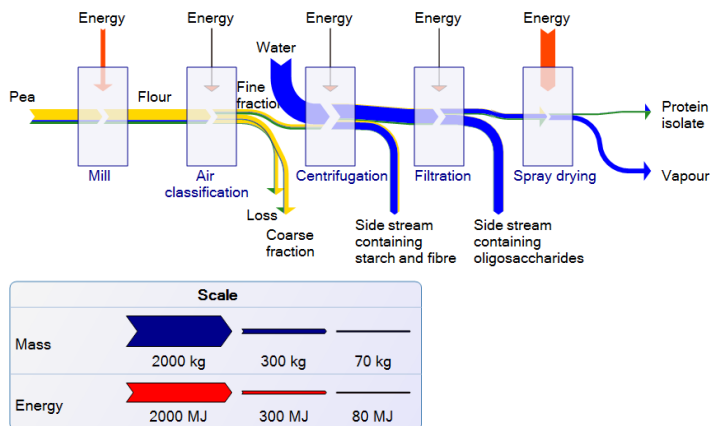 Energy
Energy
Energy
Energy
Energy
Water
Pea
Flour
Fine
fraction
Protein
isolate
Mill
Air
classification
Centrifugation
Filtration
Spray drying
Vapour
Loss
Coarse
fraction
Side stream
containing
starch and fibre
Side stream
containing
oligosaccharides
Scale
Mass
2000 kg
300 kg
70 kg
Energy
2000 MJ
300 MJ
80 MJ